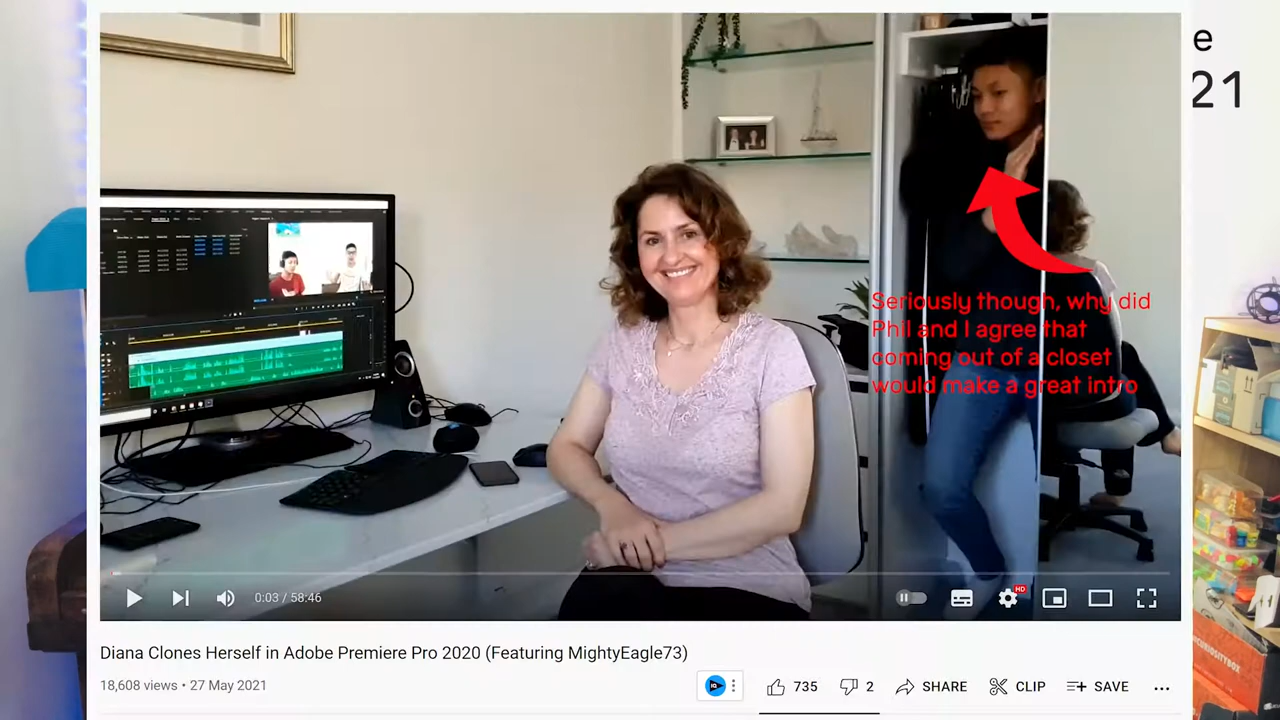 e
21
Seriously though, why did
Phil and I agree that
coming out of a closet
would make a great intro
0:03 / 58:46
HD
Diana Clones Herself in Adobe Premiere Pro 2020 (Featuring MightyEagle73)
18,608 views • 27 May 2021
735
2
SHARE
CLIP
SAVE